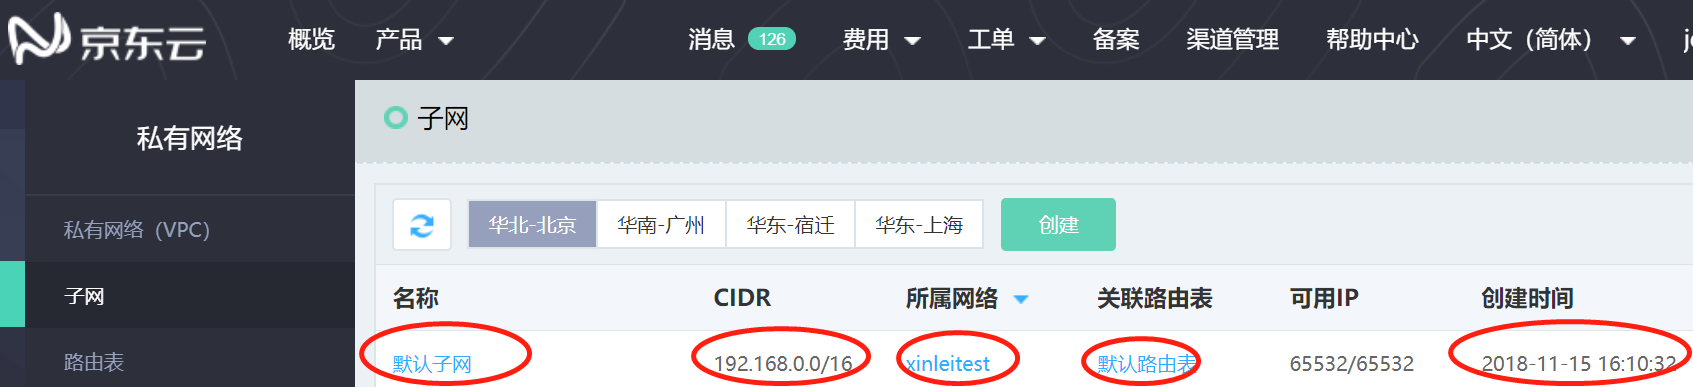 京东云 概览 产品 消息 126 费用 工单 备案 渠道管理 帮助中心 中文（简体）
私有网络
私有网络（VPC）
子网
路由表
子网
华北-北京 华南-广州 华东-宿迁 华东-上海 创建
名称 CIDR 所属网络 关联路由表 可用IP 创建时间
默认子网 192.168.0.0/16 xinleitest 默认路由表 65532/65532 2018-11-15 16:10:32